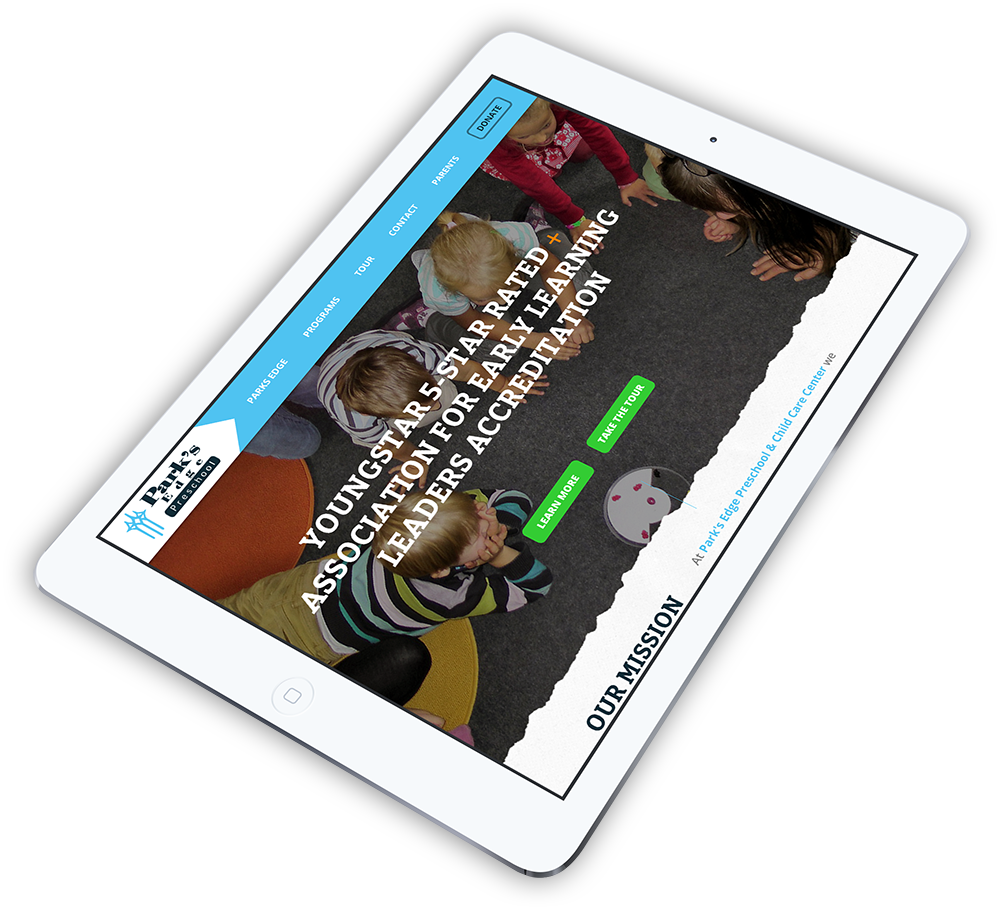 Park's
Edge
Preschool
PARKS EDGE
PROGRAMS
TOUR
CONTACT
PARENTS
DONATE
YOUNGSTAR 5-STAR RATED +
ASSOCIATION FOR EARLY LEARNING
LEADERS ACCREDITATION
LEARN MORE
TAKE THE TOUR
OUR MISSION
At Park's Edge Preschool & Child Care Center we